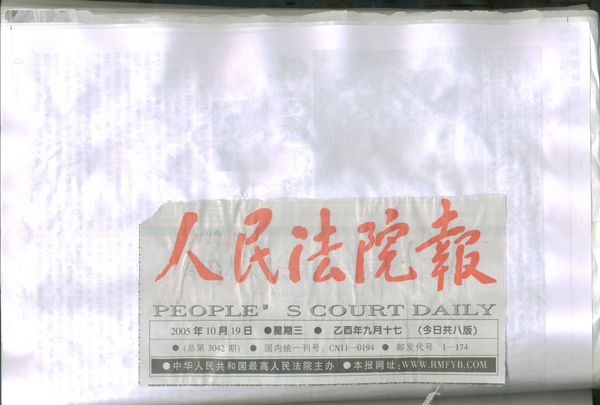 人民法院報
PEOPLE'S COURT DAILY
2005年10月19日 ●星期三 ● 乙酉年九月十七 (今日共八版)
●(总第3042期) ● 国内统一刊号:CN11—0194 ● 邮发代号 1—174
●中华人民共和国最高人民法院主办 ●本报网址:WWW.RMFYB.COM